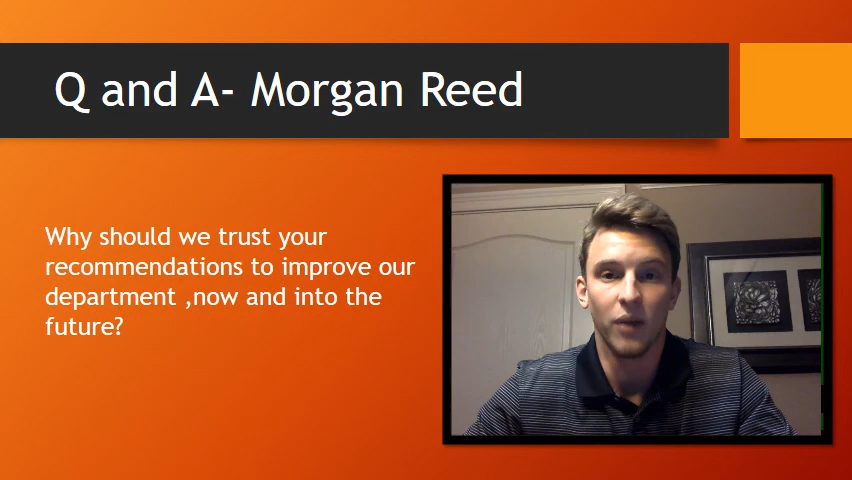 Q and A- Morgan Reed
Why should we trust your
recommendations to improve our
department ,now and into the
future?